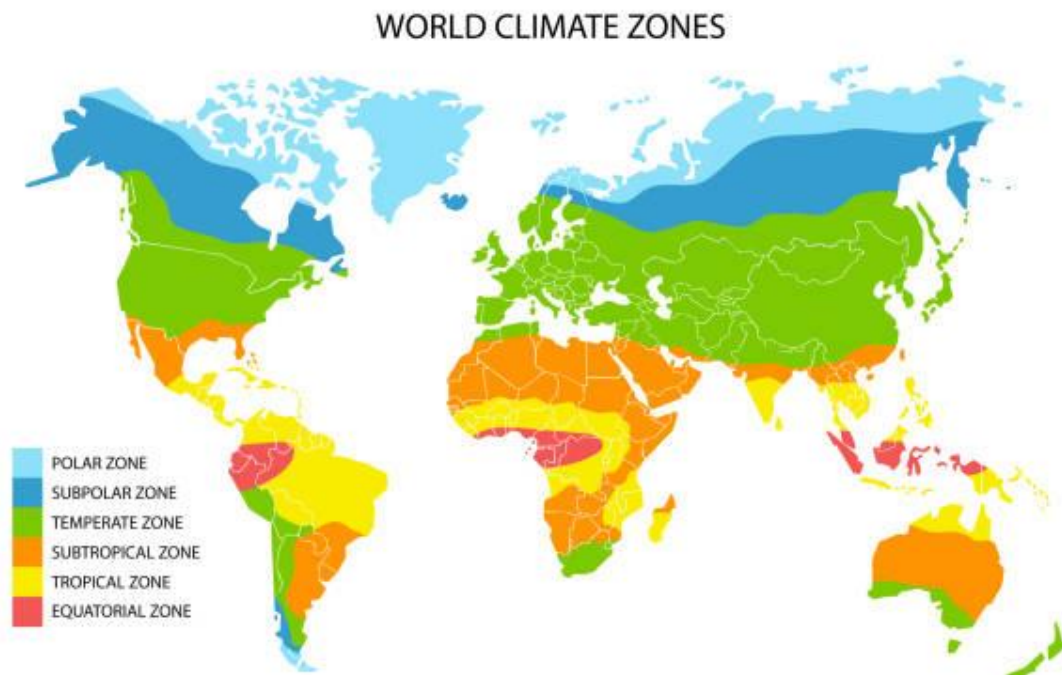 WORLD CLIMATE ZONES
POLAR ZONE
SUBPOLAR ZONE
TEMPERATE ZONE
SUBTROPICAL ZONE
TROPICAL ZONE
EQUATORIAL ZONE